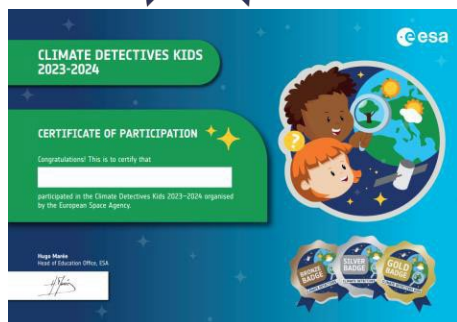 esa
CLIMATE DETECTIVES KIDS
2023-2024
CERTIFICATE OF PARTICIPATION
Congratulations! This is to certify that
participated in the Climate Detectives Kids 2023-2024 organised
by the European Space Agency.
?
Hugo Marée
Head of Education Office, ESA
BRONZE
BADGE
SILVER
BADGE
GOLD
BADGE
CLIMATE DETECTIVES